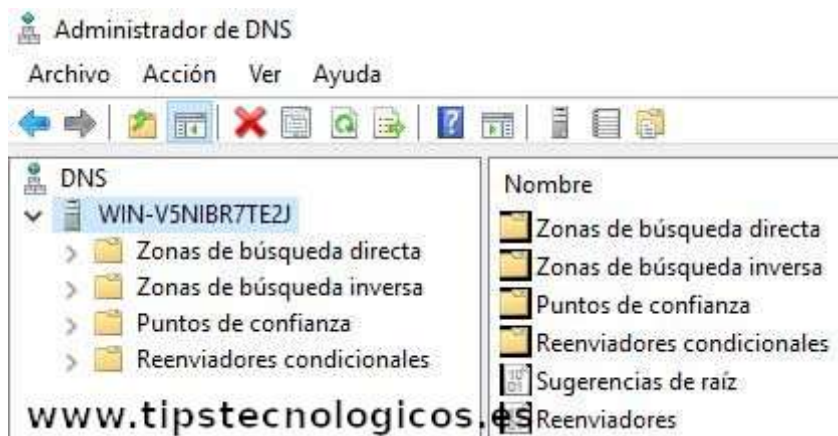 Administrador de DNS
Archivo Acción Ver Ayuda
DNS
WIN-V5NIBR7TE2J
Zonas de búsqueda directa
Zonas de búsqueda inversa
Puntos de confianza
Reenviadores condicionales
Nombre
Zonas de búsqueda directa
Zonas de búsqueda inversa
Puntos de confianza
Reenviadores condicionales
Sugerencias de raíz
Reenviadores
www.tipstecnologicos.es